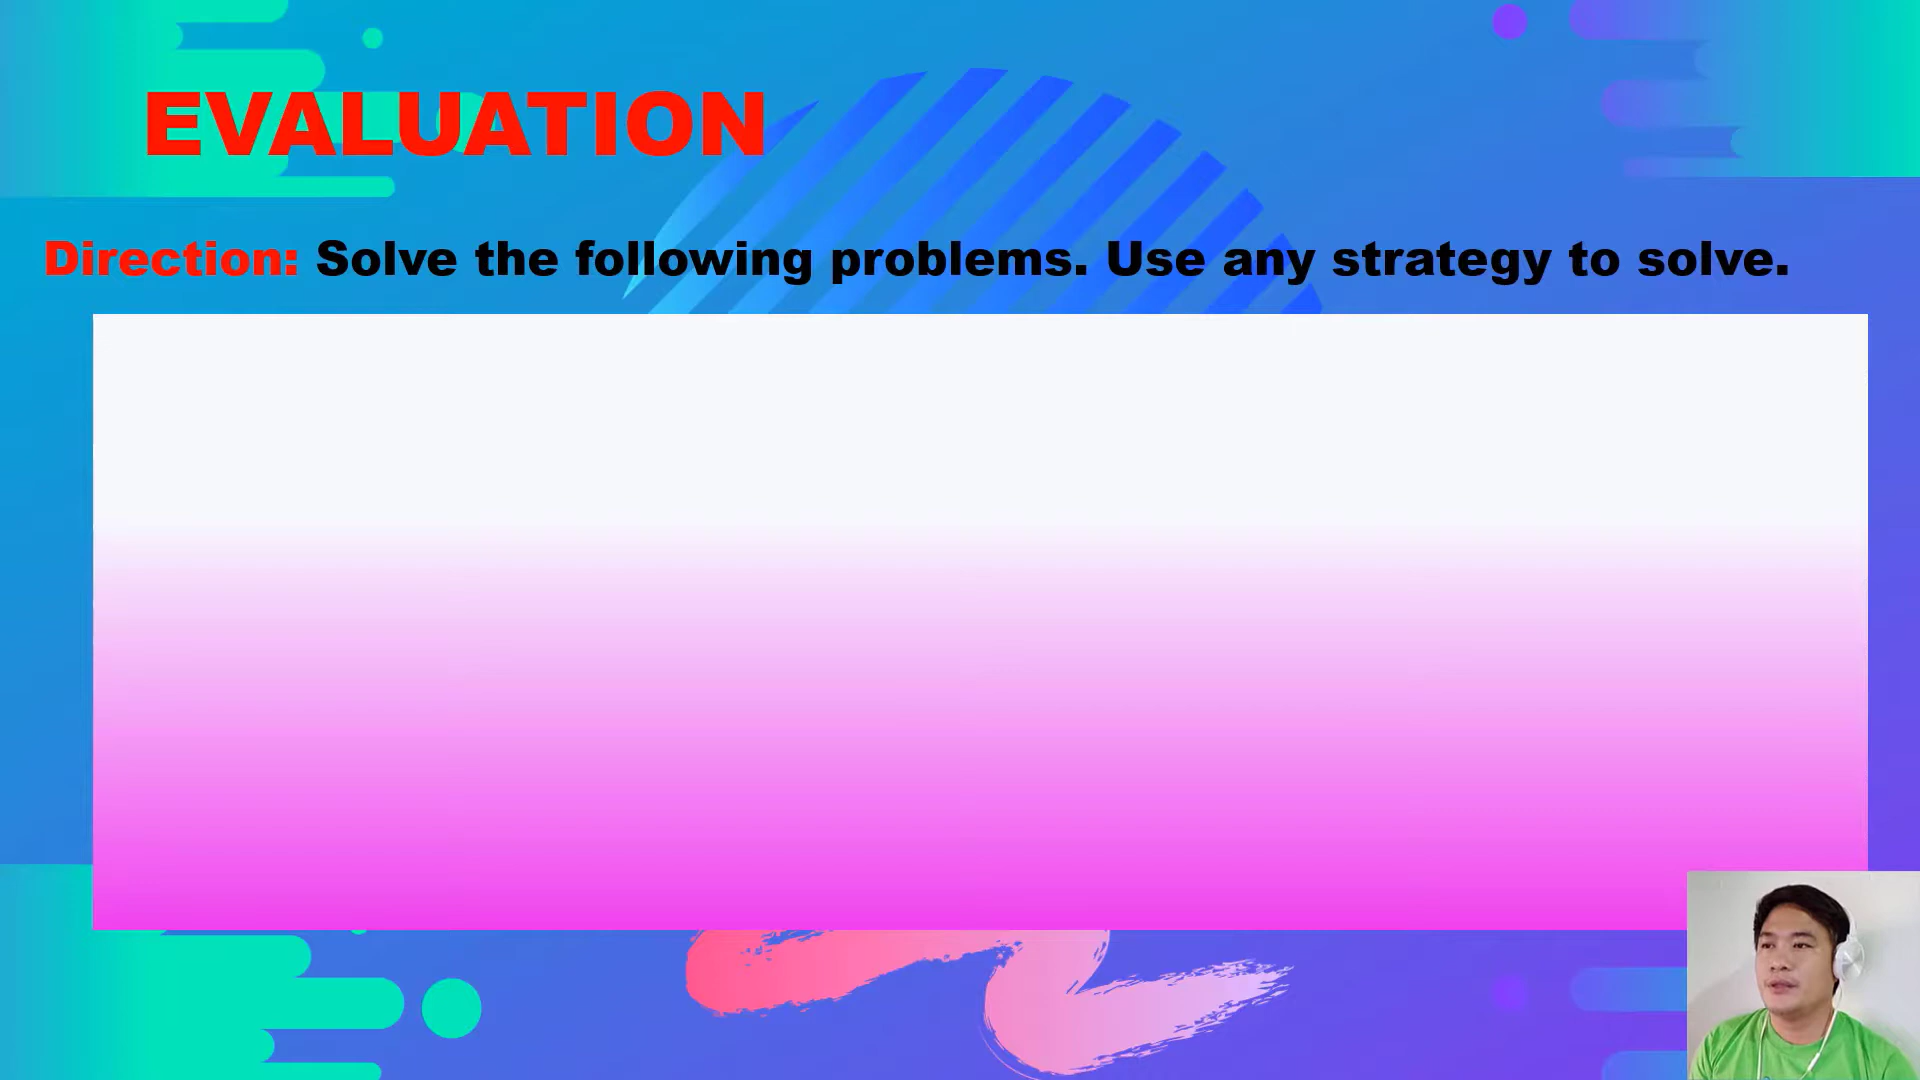 EVALUATION
Direction: Solve the following problems. Use any strategy to solve.